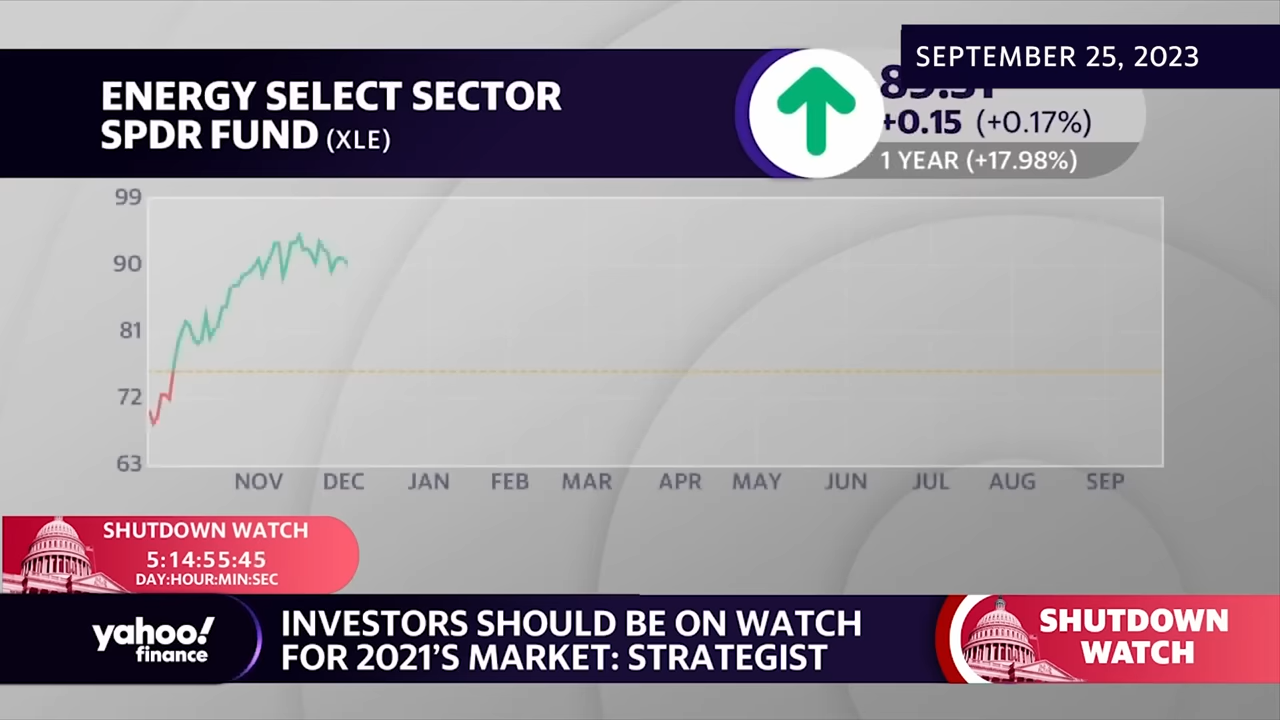 SEPTEMBER 25, 2023
ENERGY SELECT SECTOR
SPDR FUND (XLE)
+0.15 (+0.17%)
1 YEAR (+17.98%)
99
90
81
72
63
NOV DEC JAN FEB MAR APR MAY JUN JUL AUG SEP
SHUTDOWN WATCH
5:14:55:45
DAY:HOUR:MIN:SEC
yahoo!
finance
INVESTORS SHOULD BE ON WATCH
FOR 2021'S MARKET: STRATEGIST
SHUTDOWN
WATCH